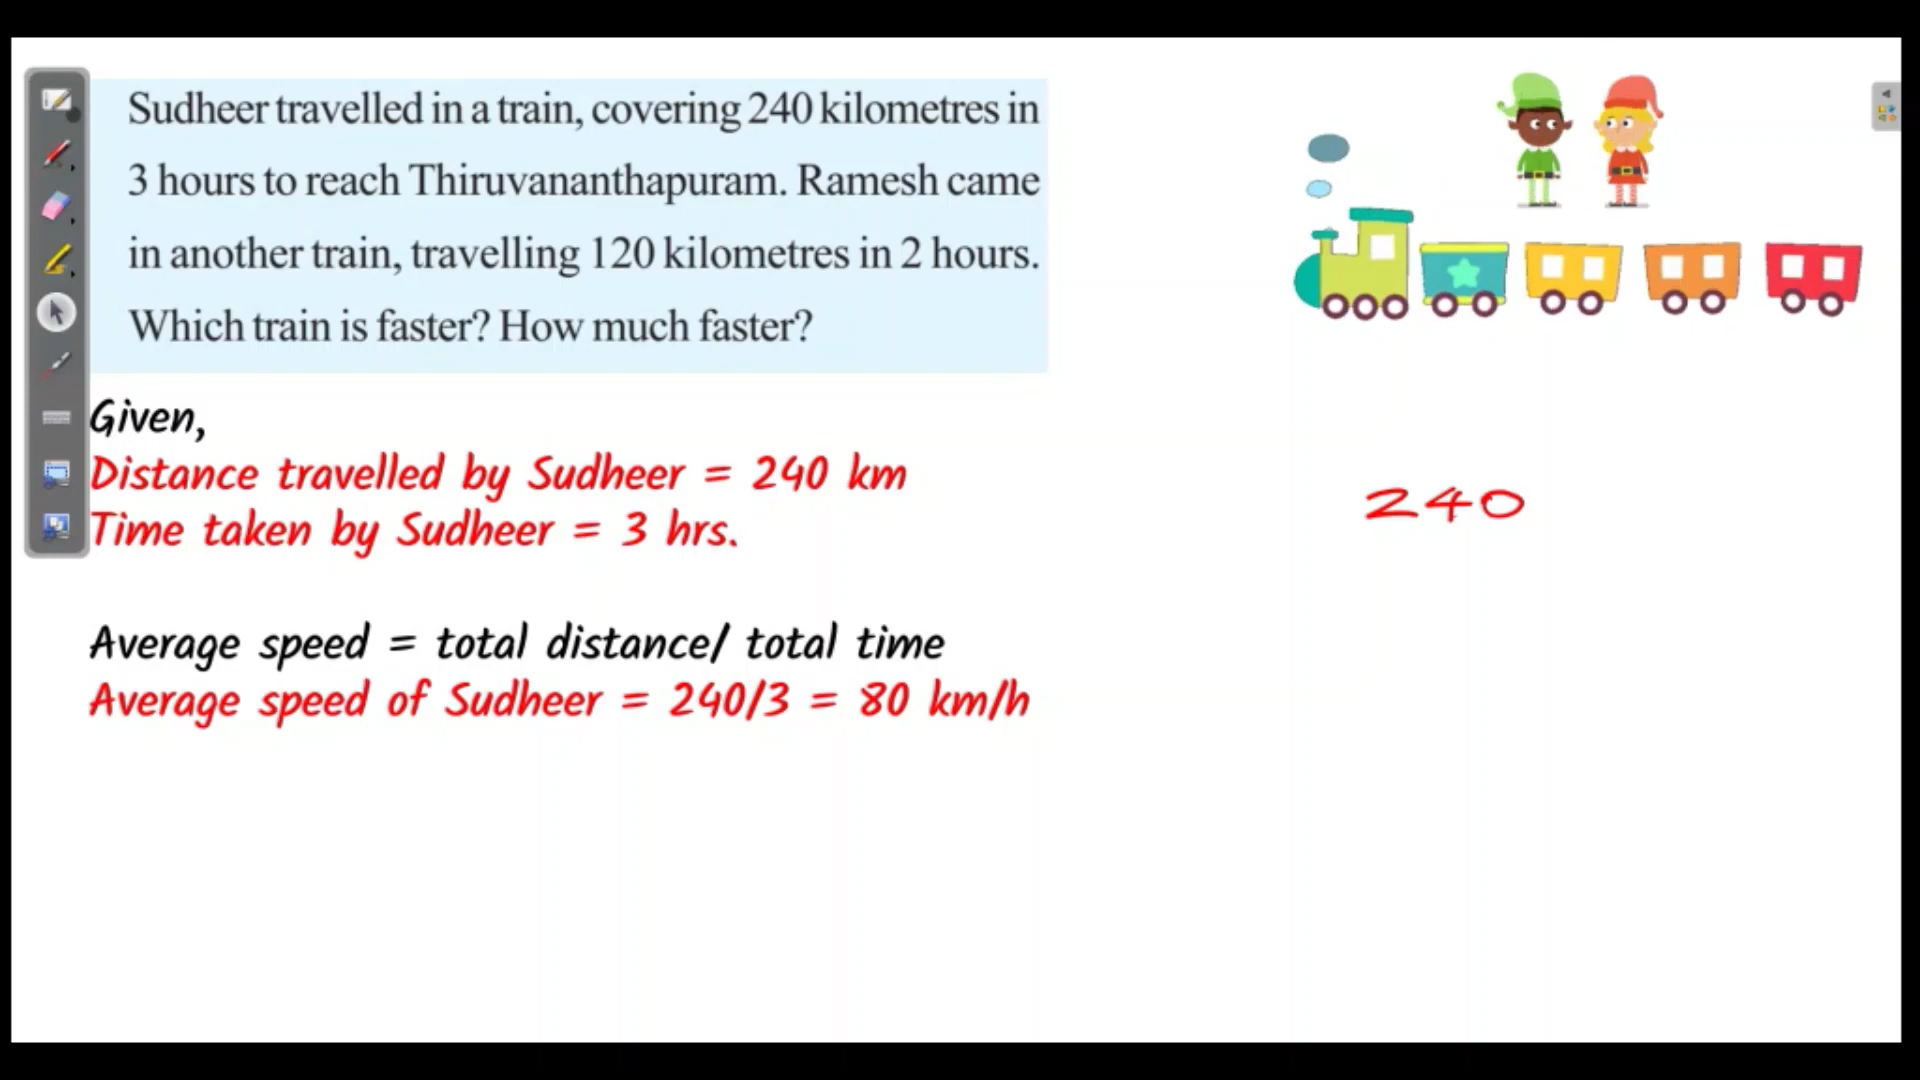 Sudheer travelled in a train, covering 240 kilometres in
3 hours to reach Thiruvananthapuram. Ramesh came
in another train, travelling 120 kilometres in 2 hours.
Which train is faster? How much faster?
Given,
Distance travelled by Sudheer = 240 km
Time taken by Sudheer = 3 hrs.
240
Average speed = total distance/ total time
Average speed of Sudheer = 240/3 = 80 km/h